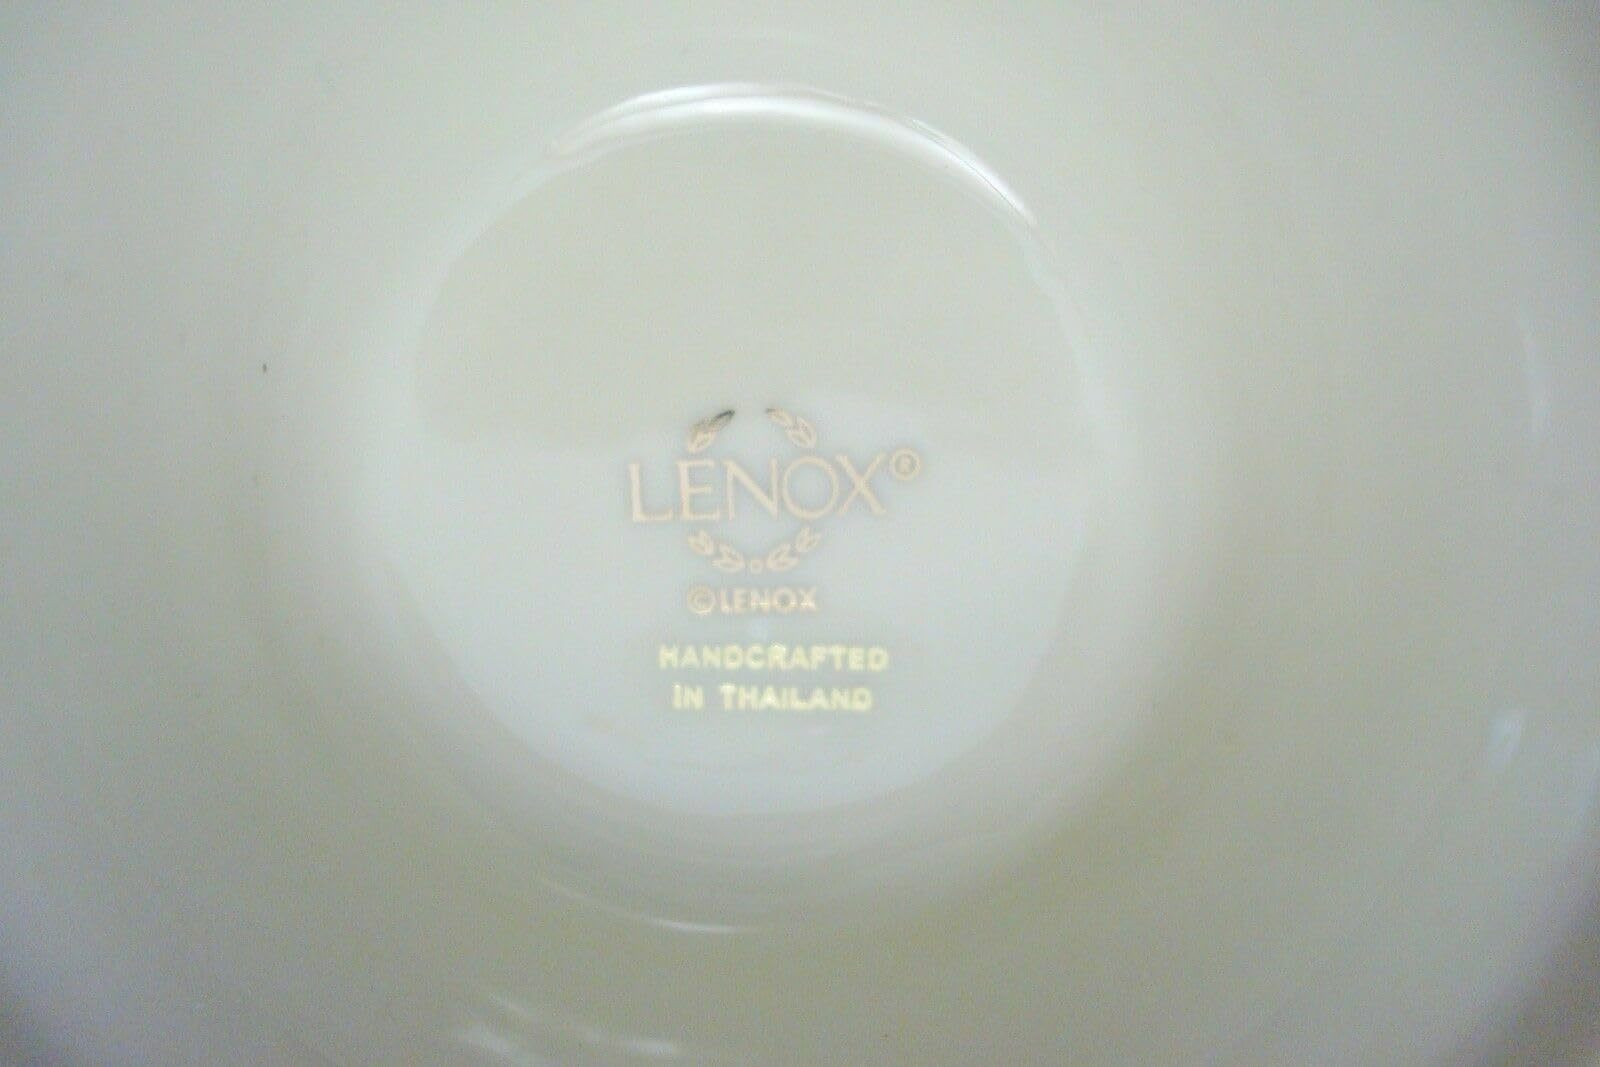 LENOX®
©LENOX
HANDCRAFTED
IN THAILAND